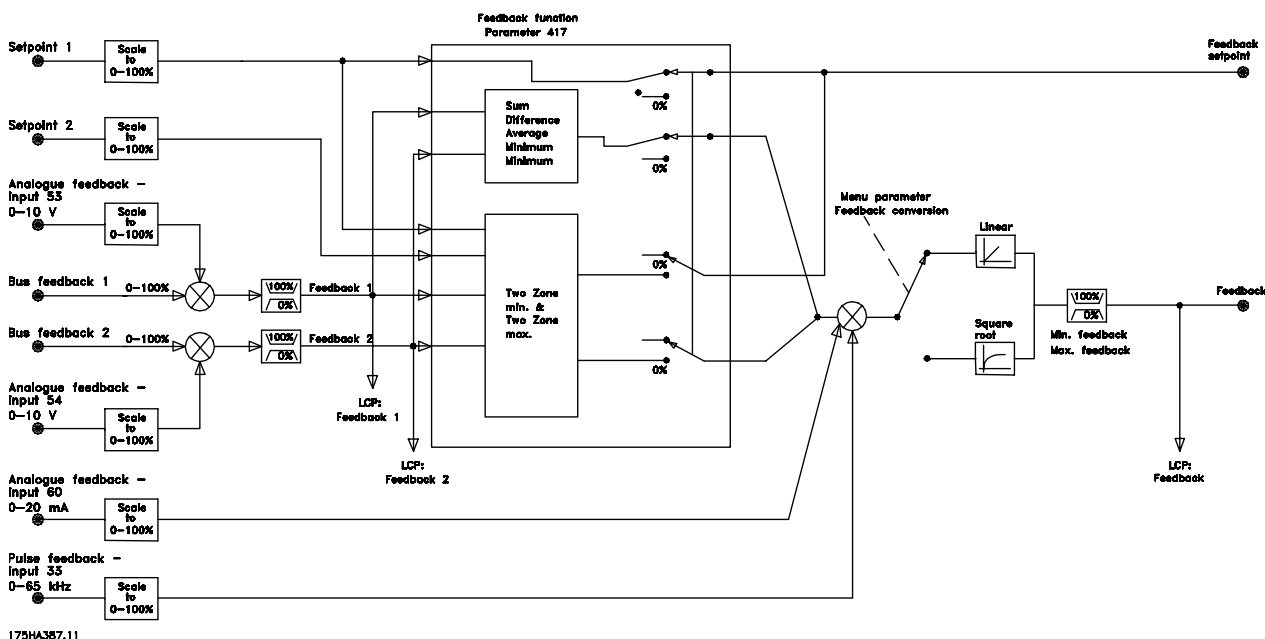 Feedback function
Parameter 417
Setpoint 1
Scale
to
0-100%
Feedback
setpoint
0%
Sum
Difference
Average
Minimum
Minimum
0%
Setpoint 2
Scale
to
0-100%
Analogue feedback -
input 53
0-10 V
Scale
to
0-100%
Menu parameter
Feedback conversion
Linear
Bus feedback 1
0-100%
100%
0%
Feedback 1
Two Zone
min. &
Two Zone
max.
0%
100%
0%
Feedback
Bus feedback 2
0-100%
100%
0%
Feedback 2
0%
Square
root
Min. feedback
Max. feedback
Analogue feedback -
input 54
0-10 V
Scale
to
0-100%
LCP:
Feedback 1
LCP:
Feedback 2
LCP:
Feedback
Analogue feedback -
input 60
0-20 mA
Scale
to
0-100%
Pulse feedback -
input 33
0-65 kHz
Scale
to
0-100%
175HA387.11